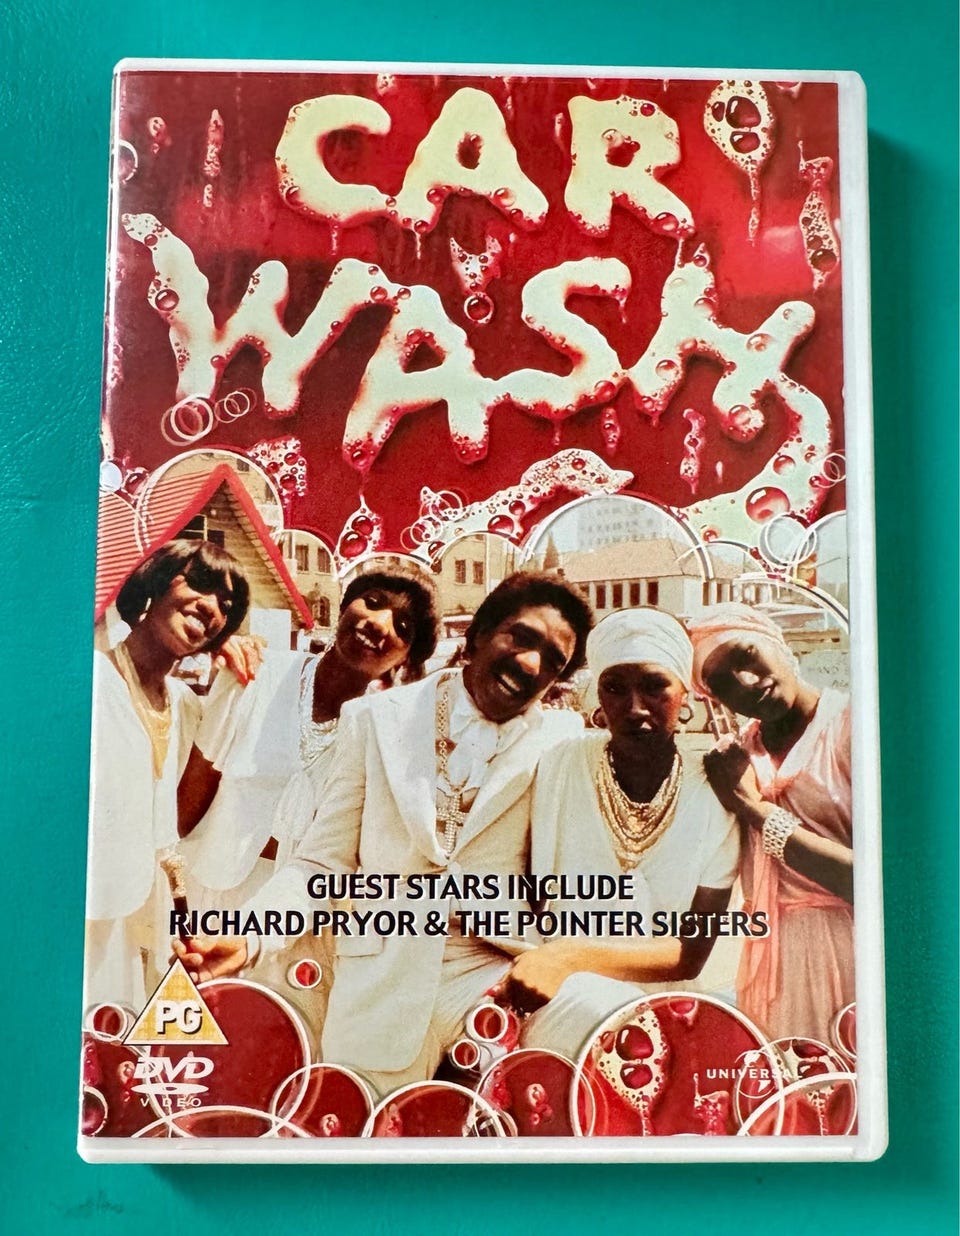 CAR
WASH
GUEST STARS INCLUDE
RICHARD PRYOR & THE POINTER SISTERS
PG
DVD
VIDEO
UNIVERSAL